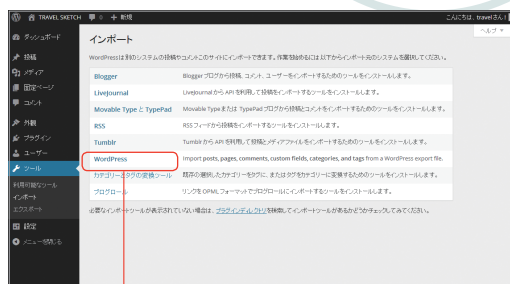 TRAVEL SKETCH 0 + 新規 こんにちは、travelさん!
ヘルプ
ダッシュボード
投稿
メディア
固定ページ
コメント
外観
プラグイン
ユーザー
ツール
利用可能なツール
インポート
エクスポート
設定
メニューを閉じる
インポート
WordPressは別のシステムの投稿やコメントをこのサイトにインポートできます。作業を始めるには以下からインポート元のシステムを選択してください。
Blogger Blogger ブログから投稿、コメント、ユーザーをインポートするためのツールをインストールします。
LiveJournal LiveJournal から API を利用して投稿をインポートするツールをインストールします。
Movable Type と TypePad Movable Type または TypePad ブログから投稿とコメントをインポートするツールをインストールします。
RSS RSS フィードから投稿をインポートするツールをインストールします。
Tumblr Tumblr から API を利用して投稿とメディアファイルをインポートするためのツールをインストールします。
WordPress Import posts, pages, comments, custom fields, categories, and tags from a WordPress export file.
カテゴリーとタグの変換ツール 既存の選択したカテゴリーをタグに、またはタグをカテゴリーに変換するためのツールをインストールします。
ブログロール リンクを OPML フォーマットでブログロールにインポートするツールをインストールします。
必要なインポートツールが表示されていない場合は、プラグインディレクトリを検索してインポートツールがあるかどうかチェックしてみてください。